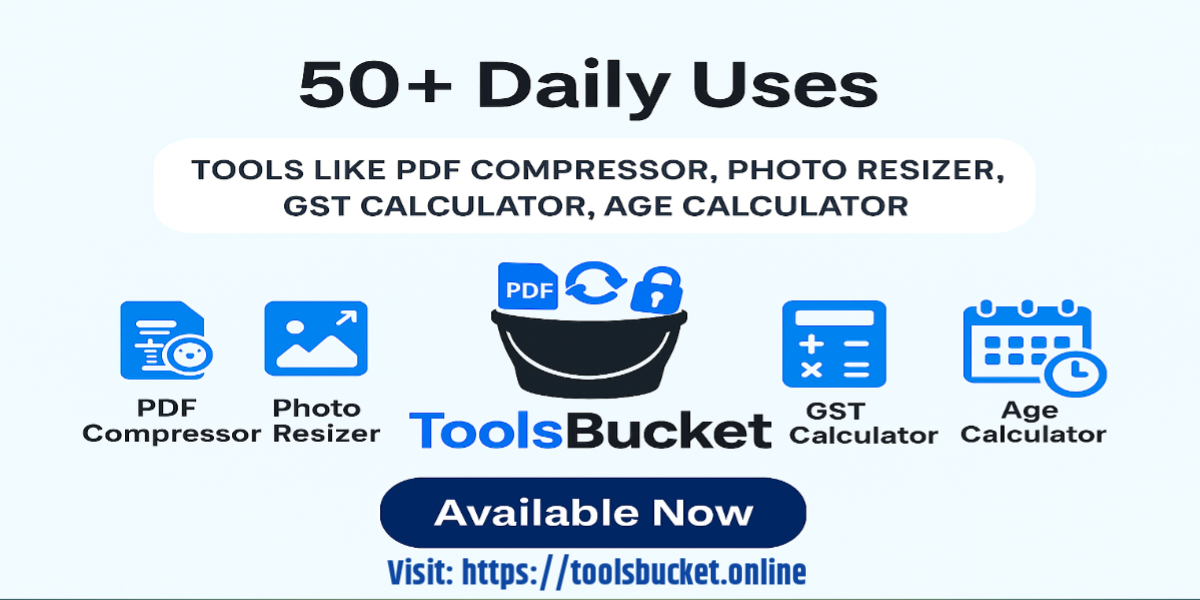 50+ Daily Uses
TOOLS LIKE PDF COMPRESSOR, PHOTO RESIZER,
GST CALCULATOR, AGE CALCULATOR
PDF
PDF
Compressor
Photo
Resizer
ToolsBucket
GST
Calculator
Age
Calculator
Available Now
Visit: https://toolsbucket.online